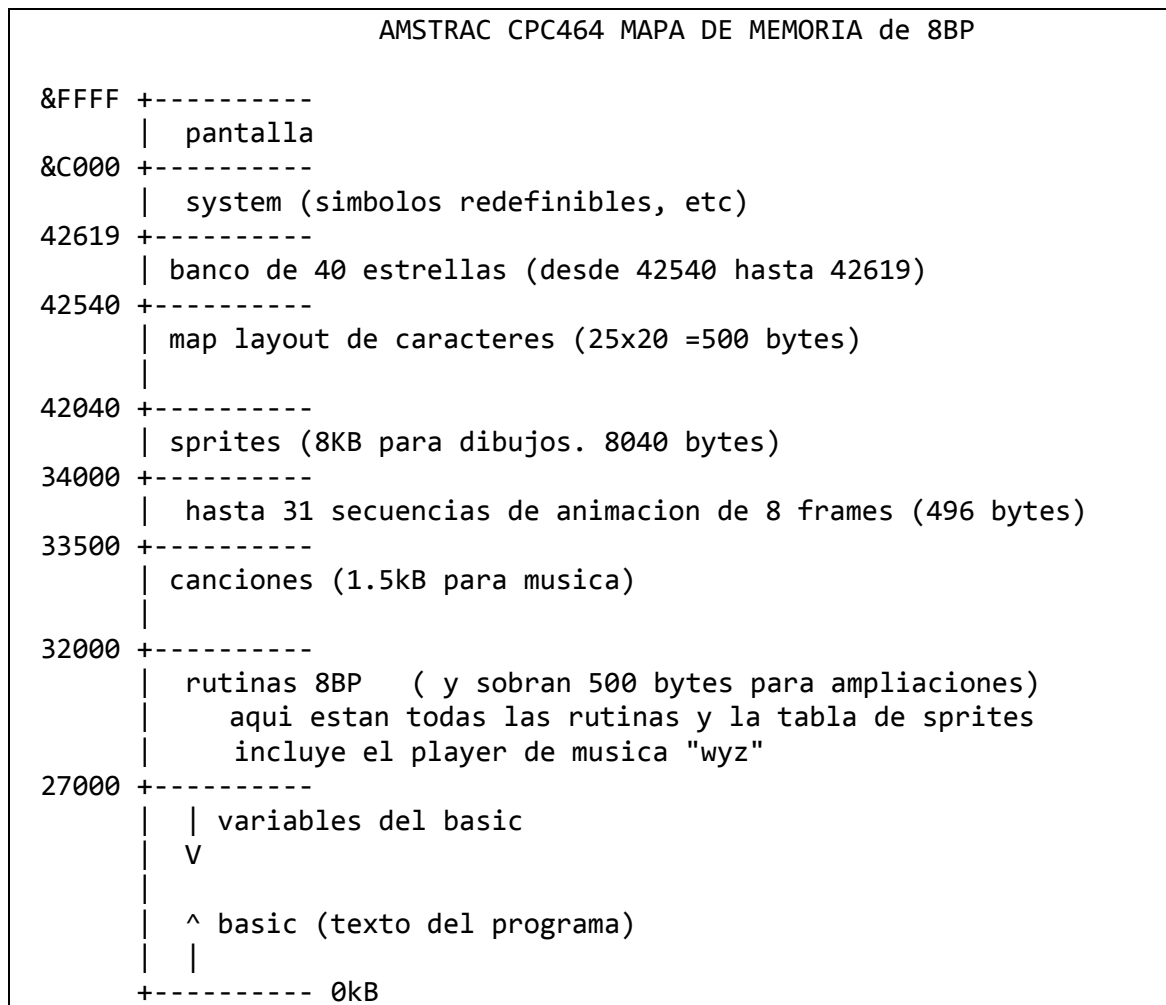 AMSTRAC CPC464 MAPA DE MEMORIA de 8BP
&FFFF +----------
| pantalla
&C000 +----------
| system (simbolos redefinibles, etc)
42619 +----------
| banco de 40 estrellas (desde 42540 hasta 42619)
42540 +----------
| map layout de caracteres (25x20 =500 bytes)
|
42040 +----------
| sprites (8KB para dibujos. 8040 bytes)
34000 +----------
| hasta 31 secuencias de animacion de 8 frames (496 bytes)
33500 +----------
| canciones (1.5kB para musica)
|
32000 +----------
| rutinas 8BP ( y sobran 500 bytes para ampliaciones)
| aqui estan todas las rutinas y la tabla de sprites
| incluye el player de musica "wyz"
27000 +----------
| | variables del basic
| V
|
| ^ basic (texto del programa)
| |
+---------- 0kB